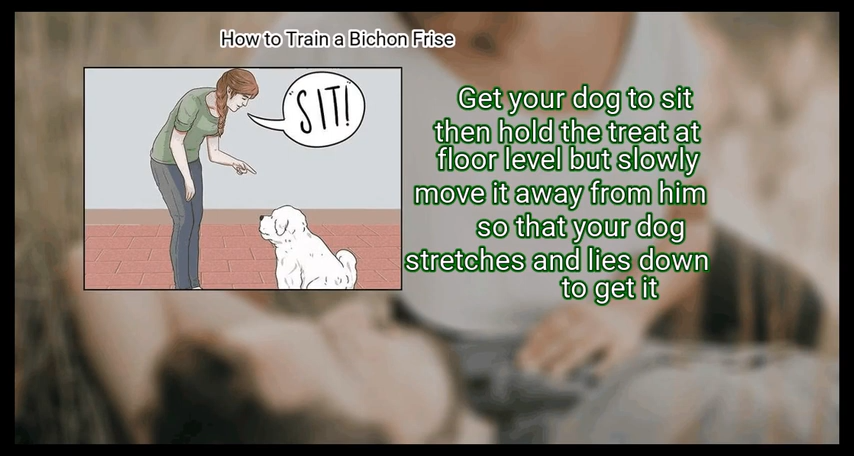 How to Train a Bichon Frise
"SIT!"
Get your dog to sit
then hold the treat at
floor level but slowly
move it away from him
so that your dog
stretches and lies down
to get it